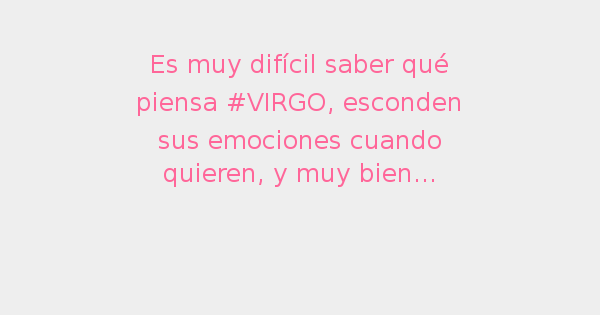 Es muy difícil saber qué
piensa #VIRGO, esconden
sus emociones cuando
quieren, y muy bien...